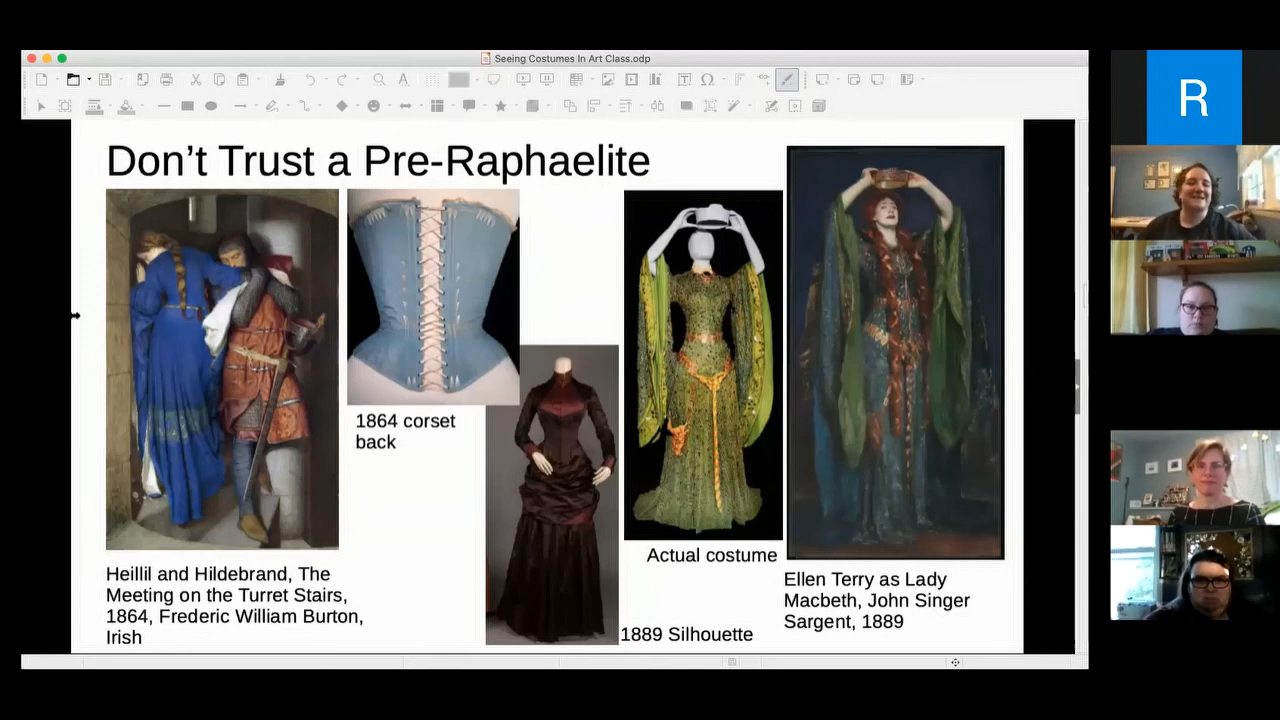 Seeing Costumes In Art Class.odp
R
Don't Trust a Pre-Raphaelite
1864 corset
back
Actual costume
Heillil and Hildebrand, The
Meeting on the Turret Stairs,
1864, Frederic William Burton,
Irish
1889 Silhouette
Ellen Terry as Lady
Macbeth, John Singer
Sargent, 1889